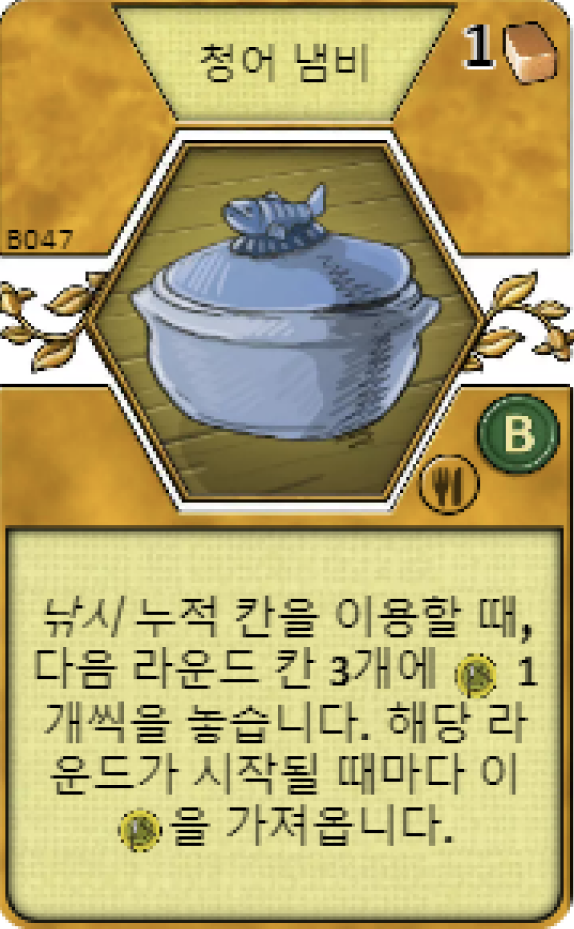 청어 냄비
1
B047
B
낚시 누적 칸을 이용할 때,
다음 라운드 칸 3개에 1
개씩을 놓습니다. 해당 라
운드가 시작될 때마다 이
을 가져옵니다.